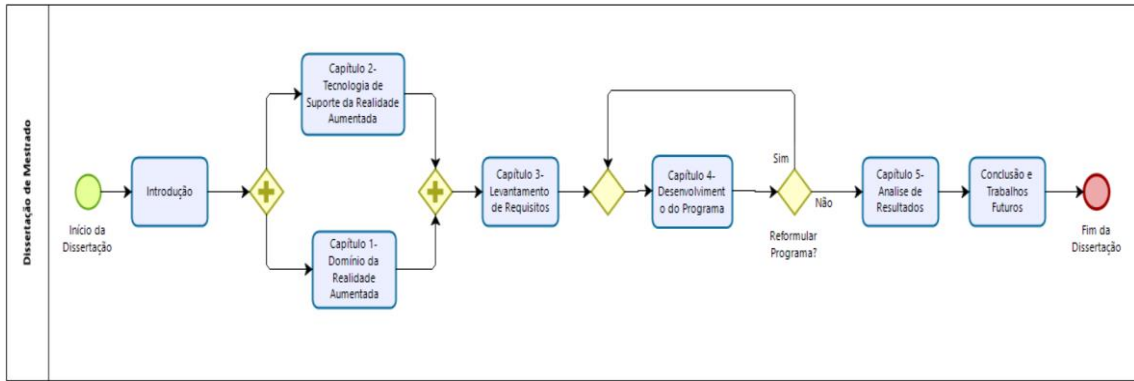 Dissertação de Mestrado
Início da
Dissertação
Introdução
Capítulo 2-
Tecnologia de
Suporte da Realidade
Aumentada
Capítulo 1-
Domínio da
Realidade
Aumentada
Capítulo 3-
Levantamento
de Requisitos
Capítulo 4-
Desenvolviment
o do Programa
Sim
Não
Reformular
Programa?
Capítulo 5-
Analise de
Resultados
Conclusão e
Trabalhos
Futuros
Fim da
Dissertação